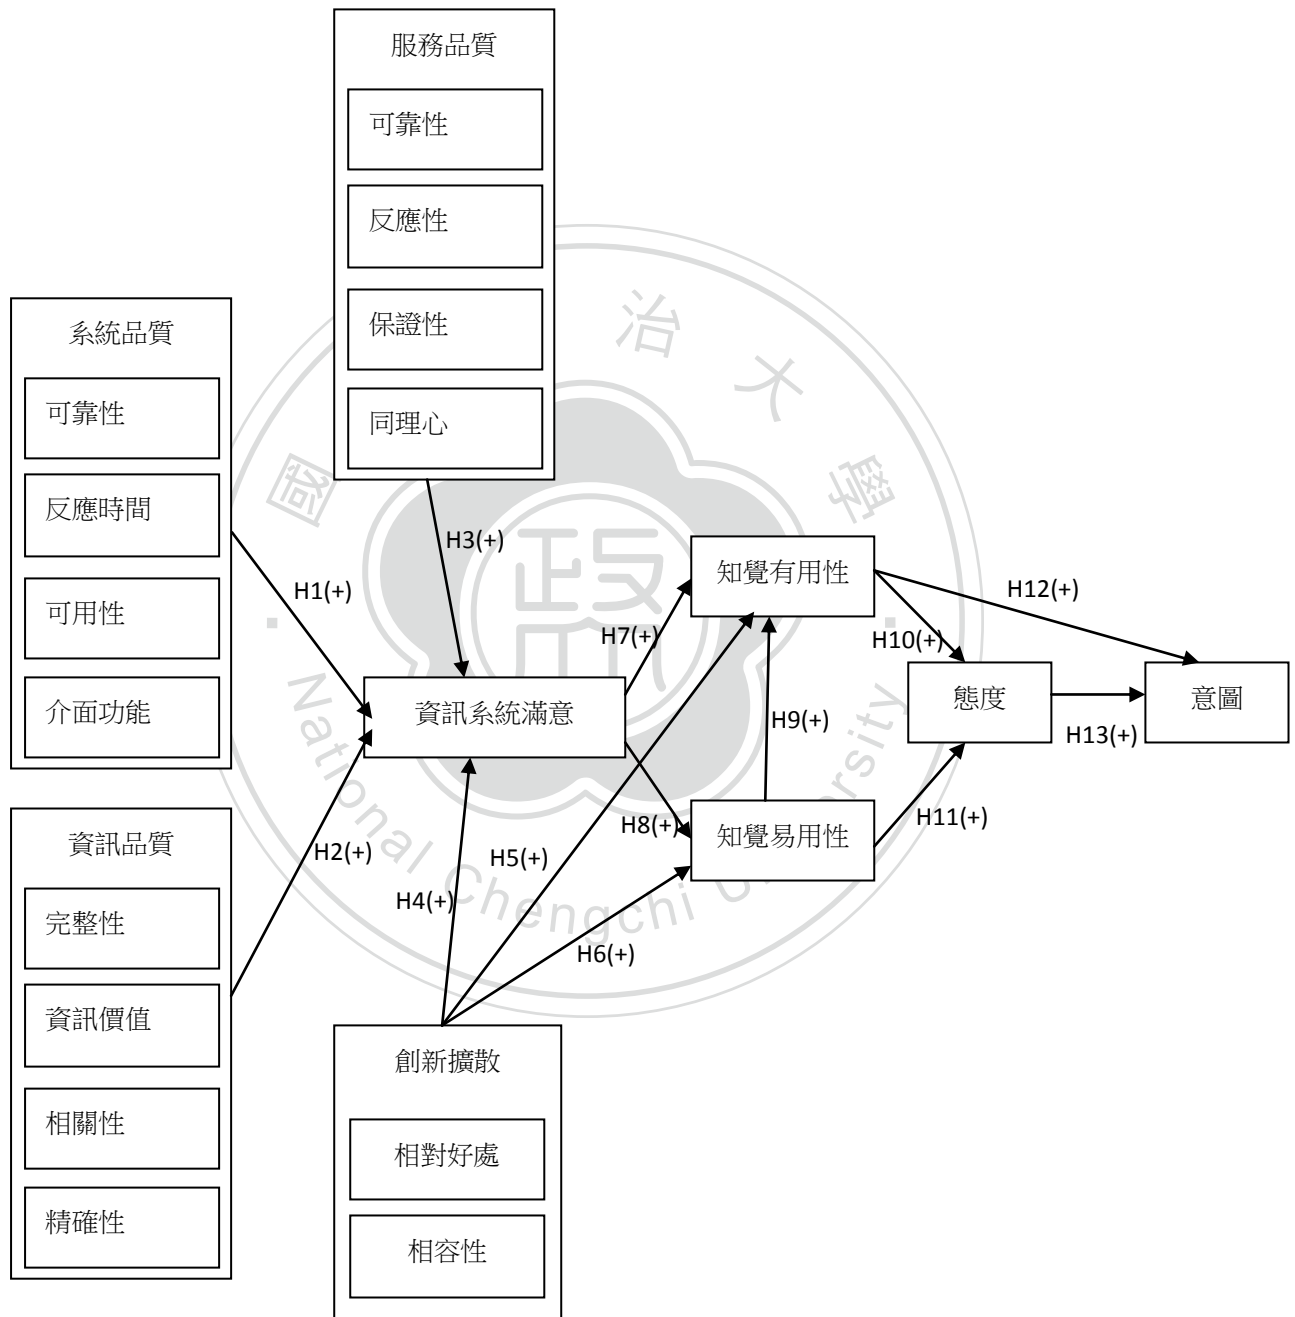 服務品質
可靠性
反應性
保證性
同理心
系統品質
可靠性
反應時間
可用性
介面功能
資訊品質
完整性
資訊價值
相關性
精確性
創新擴散
相對好處
相容性
資訊系統滿意
知覺有用性
知覺易用性
態度
意圖
H1(+)
H2(+)
H3(+)
H4(+)
H5(+)
H6(+)
H7(+)
H8(+)
H9(+)
H10(+)
H11(+)
H12(+)
H13(+)
國 治 大 學
政
National Chengchi U ersity